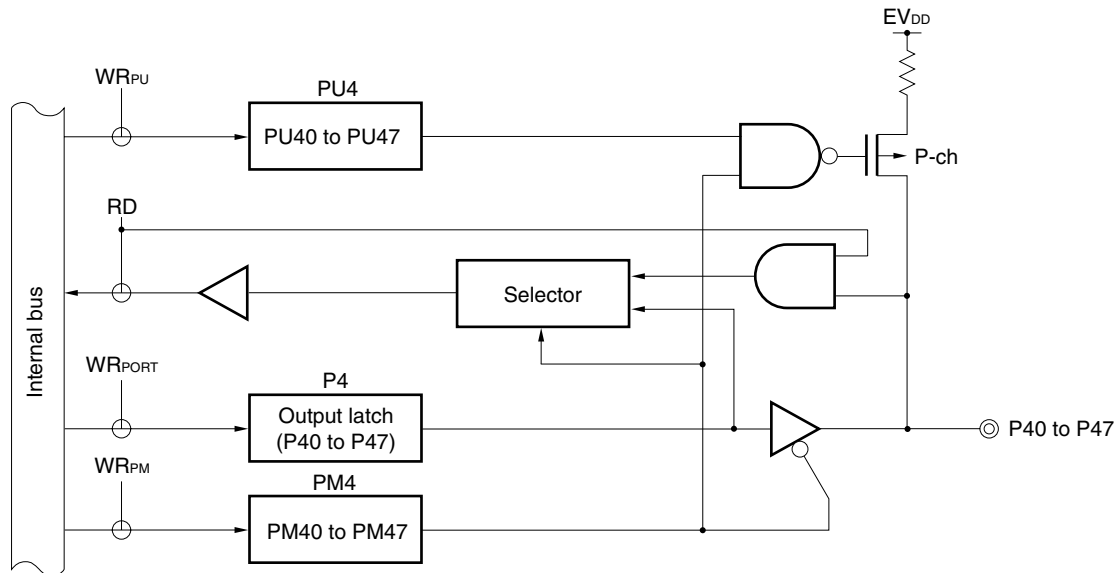 EVDD
WRPU
PU4
PU40 to PU47
P-ch
RD
Selector
Internal bus
WRPORT
P4
Output latch
(P40 to P47)
P40 to P47
WRPM
PM4
PM40 to PM47